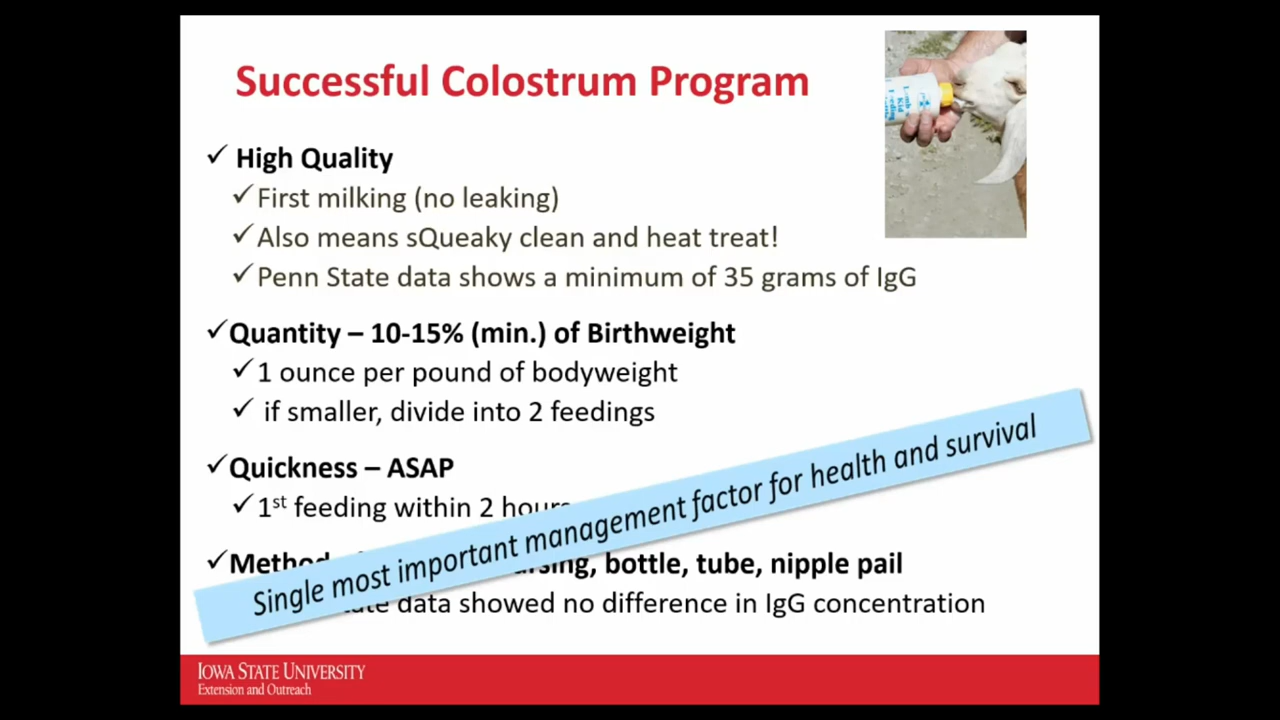 Successful Colostrum Program
✓ High Quality
✓ First milking (no leaking)
✓ Also means sQueaky clean and heat treat!
✓ Penn State data shows a minimum of 35 grams of IgG
✓ Quantity – 10-15% (min.) of Birthweight
✓ 1 ounce per pound of bodyweight
✓ if smaller, divide into 2 feedings
✓ Quickness – ASAP
✓ 1st feeding within 2 hours
✓ bottle, tube, nipple pail
data showed no difference in IgG concentration
Single most important management factor for health and survival
IOWA STATE UNIVERSITY
Extension and Outreach
Lamb
Kid
Feeding